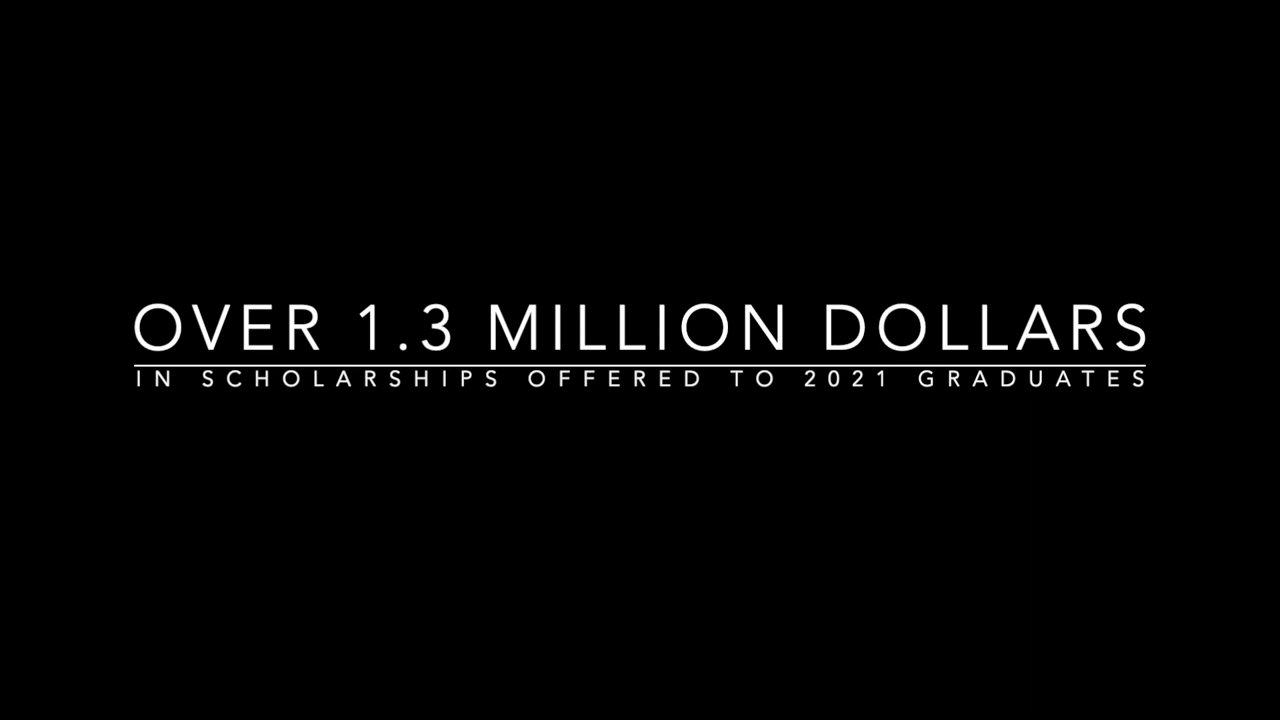 OVER 1.3 MILLION DOLLARS
IN SCHOLARSHIPS OFFERED TO 2021 GRADUATES